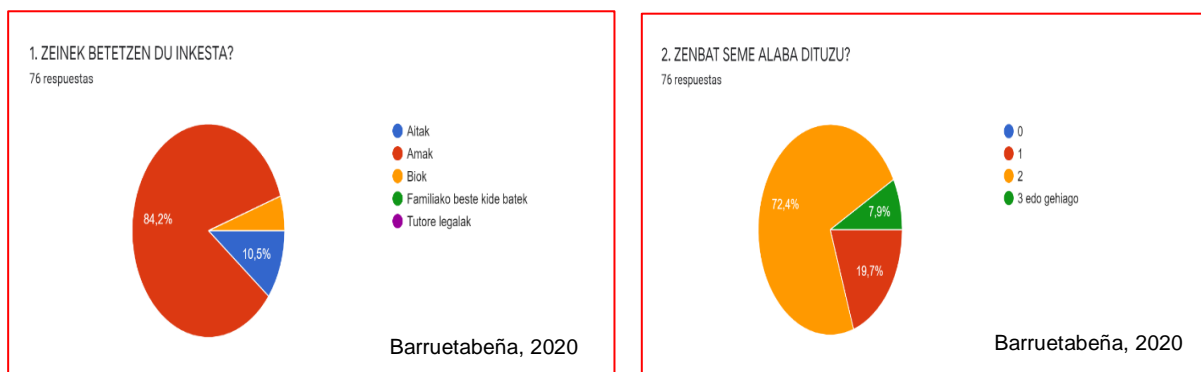 1. ZEINEK BETETZEN DU INKESTA?
76 respuestas
Aitak
Amak
Biok
Familiako beste kide batek
Tutore legalak
84,2%
10,5%
Barruetabeña, 2020
2. ZENBAT SEME ALABA DITUZU?
76 respuestas
0
1
2
3 edo gehiago
72,4%
7,9%
19,7%
Barruetabeña, 2020